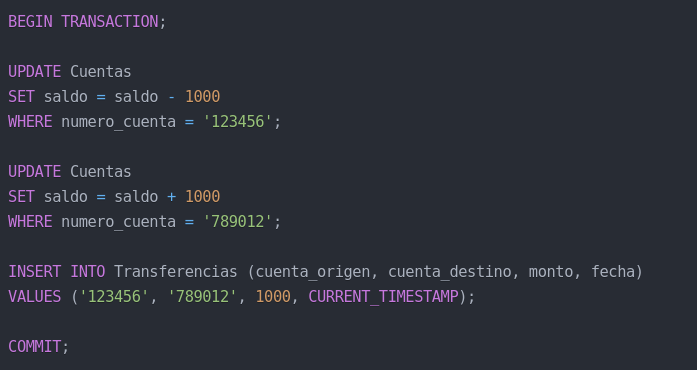 BEGIN TRANSACTION;
UPDATE Cuentas
SET saldo = saldo - 1000
WHERE numero_cuenta = '123456';
UPDATE Cuentas
SET saldo = saldo + 1000
WHERE numero_cuenta = '789012';
INSERT INTO Transferencias (cuenta_origen, cuenta_destino, monto, fecha)
VALUES ('123456', '789012', 1000, CURRENT_TIMESTAMP);
COMMIT;